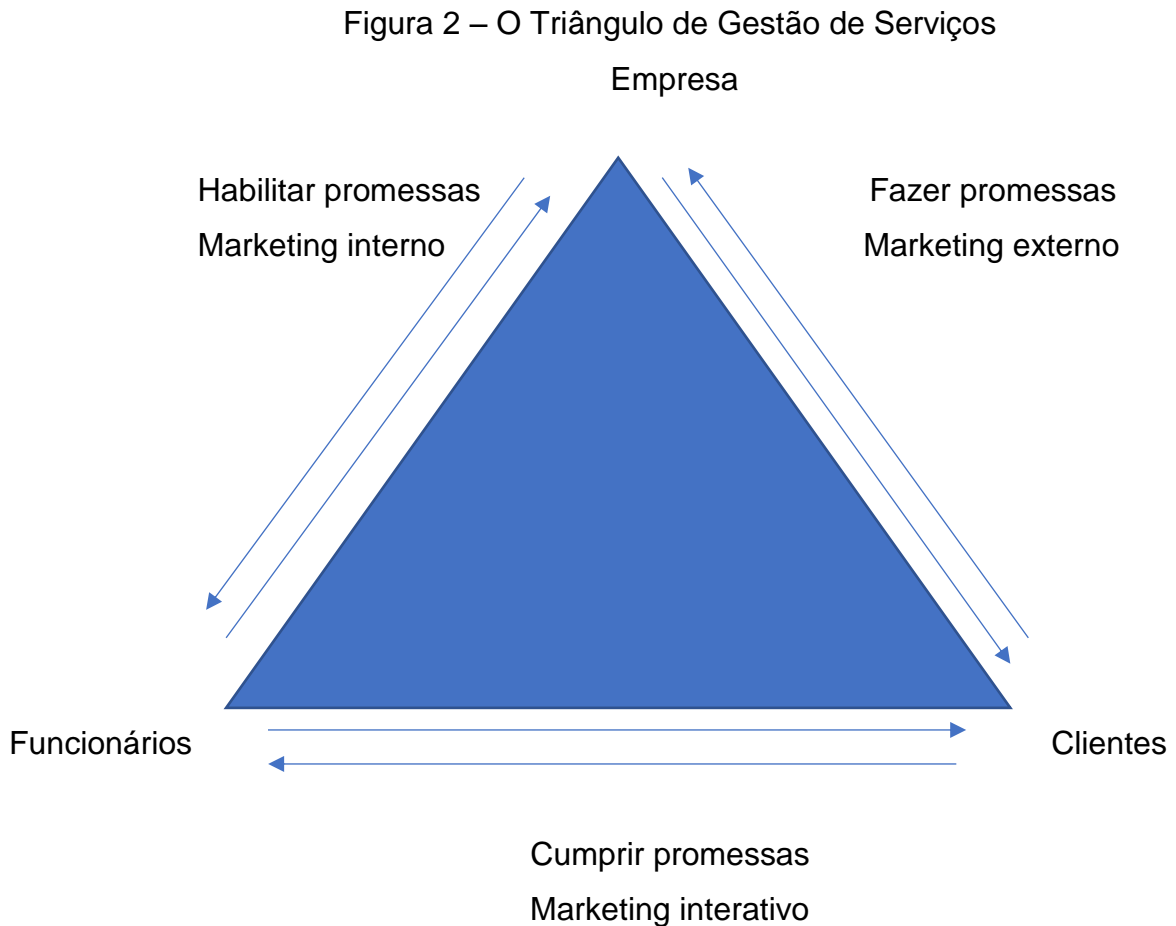 Figura 2 – O Triângulo de Gestão de Serviços
Empresa
Habilitar promessas
Marketing interno
Fazer promessas
Marketing externo
Funcionários
Clientes
Cumprir promessas
Marketing interativo